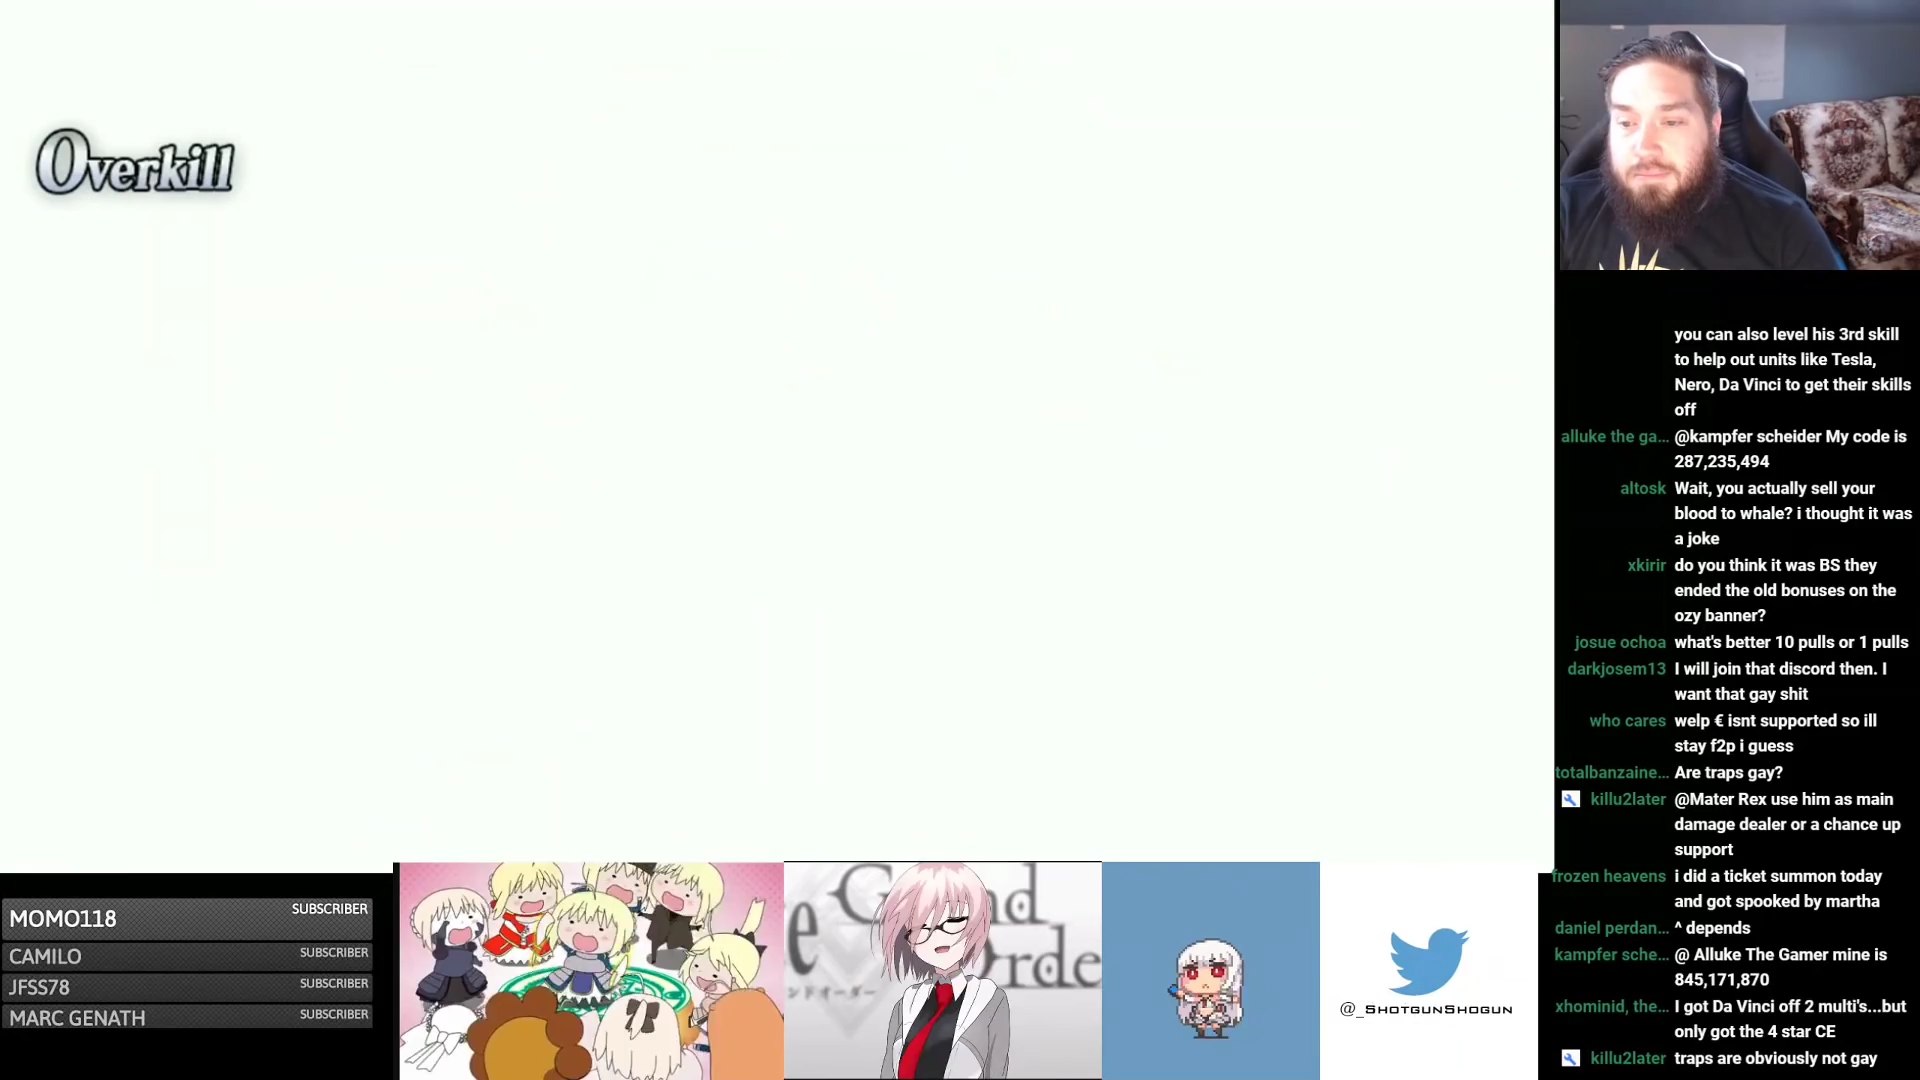 Overkill
you can also level his 3rd skill
to help out units like Tesla,
Nero, Da Vinci to get their skills
off
alluke the ga... @kampfer scheider My code is
287,235,494
altosk Wait, you actually sell your
blood to whale? i thought it was
a joke
xkirir do you think it was BS they
ended the old bonuses on the
ozy banner?
josue ochoa what's better 10 pulls or 1 pulls
darkjosem13 I will join that discord then. I
want that gay shit
who cares welp € isnt supported so ill
stay f2p i guess
totalbanzaine... Are traps gay?
killu2later @Mater Rex use him as main
damage dealer or a chance up
support
frozen heavens i did a ticket summon today
and got spooked by martha
daniel perdan... ^ depends
kampfer sche... @ Alluke The Gamer mine is
845,171,870
xhominid, the... I got Da Vinci off 2 multi's...but
only got the 4 star CE
killu2later traps are obviously not gay
MOMO118 SUBSCRIBER
CAMILO SUBSCRIBER
JFSS78 SUBSCRIBER
MARC GENATH SUBSCRIBER
@_SHOTGUNSHOGUN